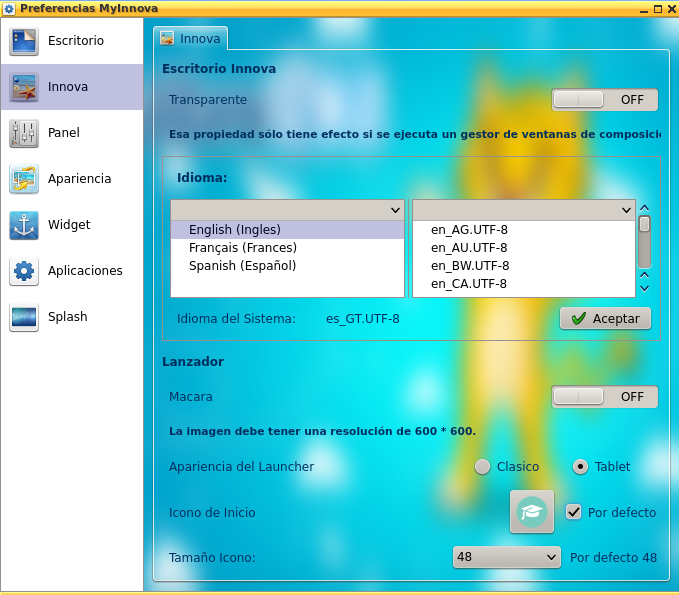 Preferencias MyInnova
Escritorio
Innova
Panel
Apariencia
Widget
Aplicaciones
Splash
Innova
Escritorio Innova
Transparente OFF
Esa propiedad sólo tiene efecto si se ejecuta un gestor de ventanas de composici
Idioma:
English (Ingles)
Français (Frances)
Spanish (Español)
en_AG.UTF-8
en_AU.UTF-8
en_BW.UTF-8
en_CA.UTF-8
Idioma del Sistema: es_GT.UTF-8 Aceptar
Lanzador
Macara OFF
La imagen debe tener una resolución de 600 * 600.
Apariencia del Launcher Clasico Tablet
Icono de Inicio Por defecto
Tamaño Icono: 48 Por defecto 48